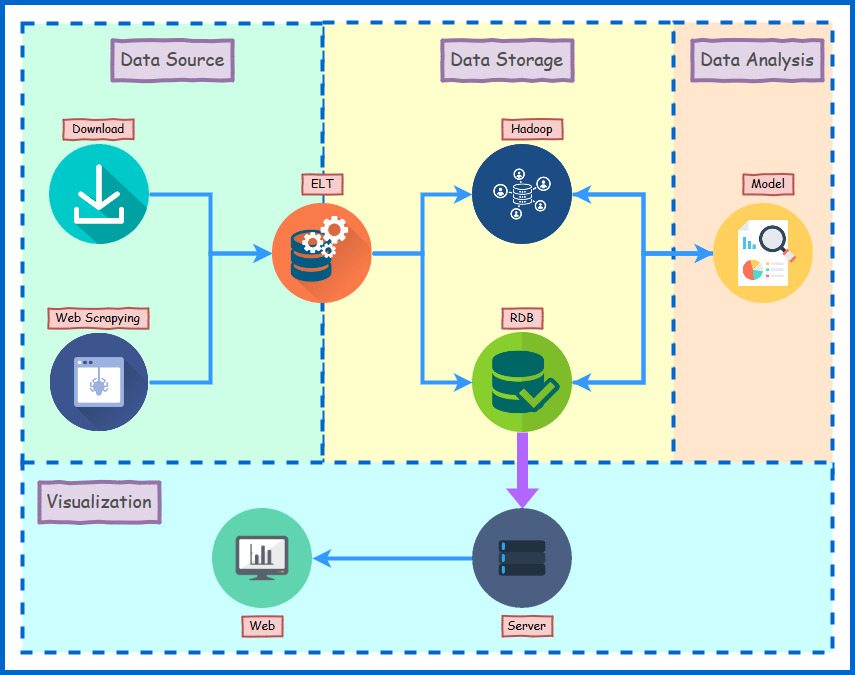 Data Source
Data Storage
Data Analysis
Download
Hadoop
ELT
Model
Web Scrapying
RDB
Visualization
Web
Server